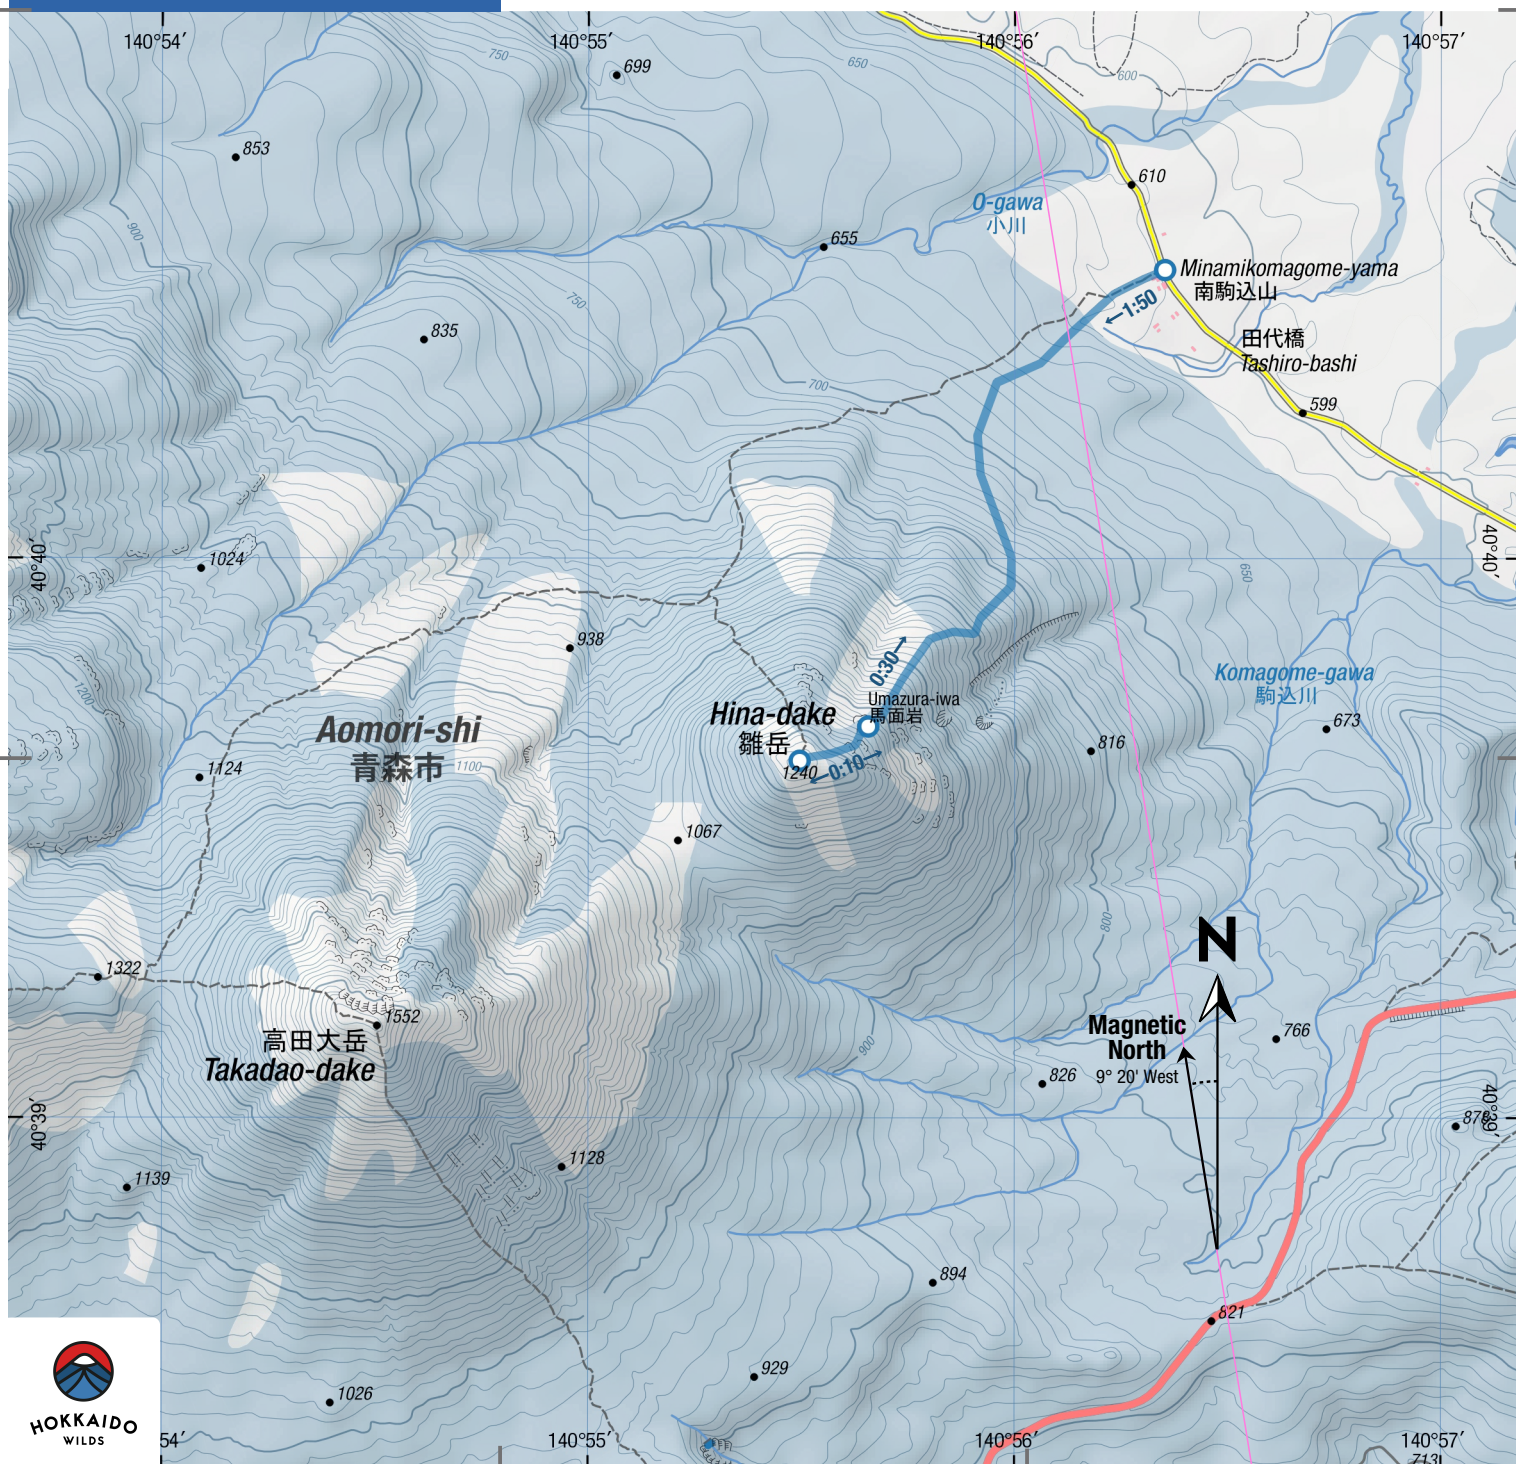 140°54′
140°55′
140°56′
140°57′
699
750
650
600
853
610
900
O-gawa
小川
655
Minamikomagome-yama
南駒込山
←1:50
750
835
田代橋
Tashiro-bashi
700
599
40°40′
40°40′
1024
650
938
0:30→
Komagome-gawa
駒込川
1200
Umazura-iwa
馬面岩
Hina-dake
雛岳
673
Aomori-shi
青森市
816
1100
1124
1240
←0:10→
1067
800
N
1322
1552
Magnetic
North
9° 20' West
766
高田大岳
Takadao-dake
900
826
40°39′
40°39′
878
1128
1139
894
821
929
1026
HOKKAIDO
WILDS
54′
140°55′
140°56′
140°57′
713